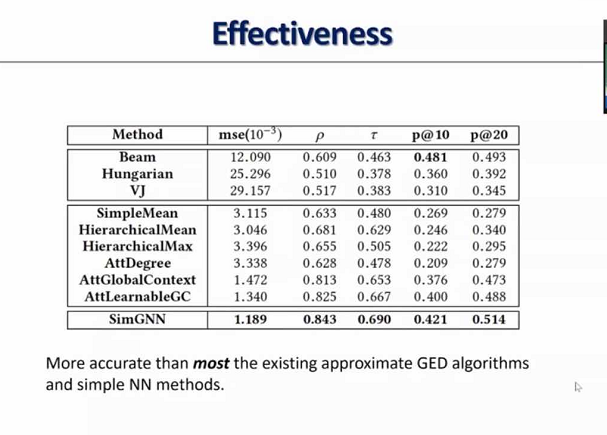 Effectiveness
Method mse(10⁻³) ρ τ p@10 p@20
Beam 12.090 0.609 0.463 0.481 0.493
Hungarian 25.296 0.510 0.378 0.360 0.392
VJ 29.157 0.517 0.383 0.310 0.345
SimpleMean 3.115 0.633 0.480 0.269 0.279
HierarchicalMean 3.046 0.681 0.629 0.246 0.340
HierarchicalMax 3.396 0.655 0.505 0.222 0.295
AttDegree 3.338 0.628 0.478 0.209 0.279
AttGlobalContext 1.472 0.813 0.653 0.376 0.473
AttLearnableGC 1.340 0.825 0.667 0.400 0.488
SimGNN 1.189 0.843 0.690 0.421 0.514
More accurate than most the existing approximate GED algorithms
and simple NN methods.